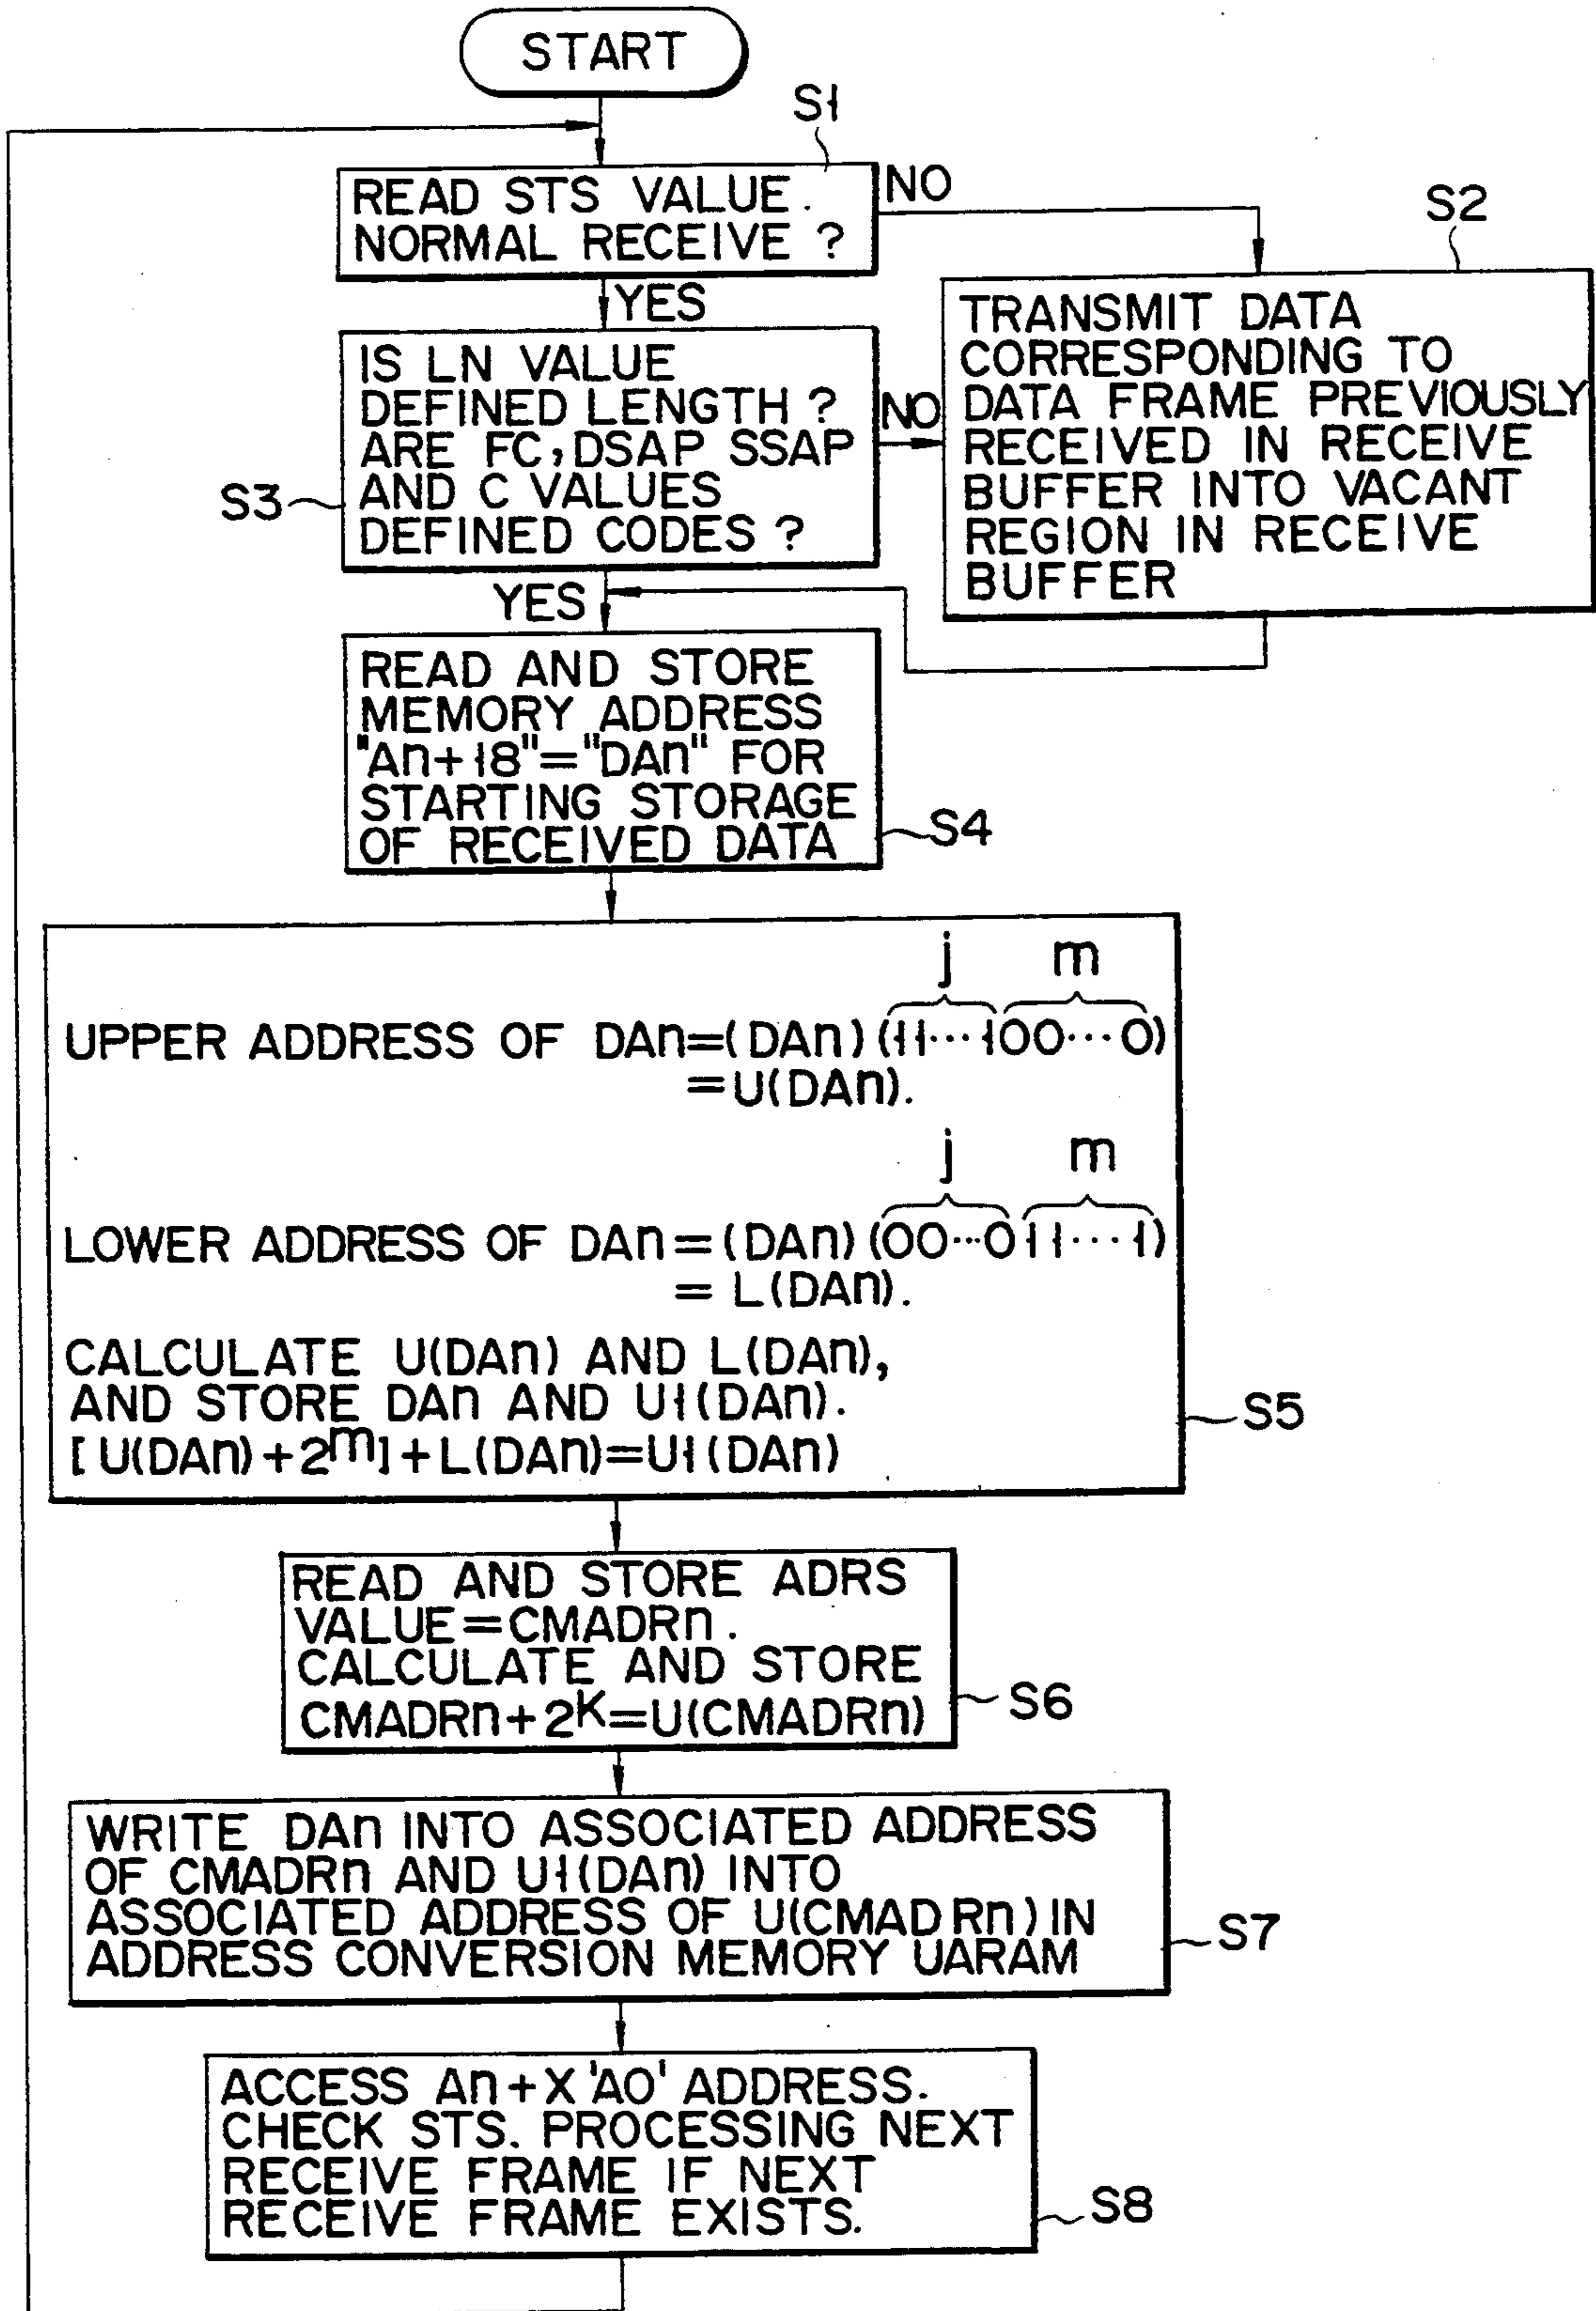 START
S1
READ STS VALUE.
NORMAL RECEIVE ?
NO
YES
S2
TRANSMIT DATA
CORRESPONDING TO
DATA FRAME PREVIOUSLY
RECEIVED IN RECEIVE
BUFFER INTO VACANT
REGION IN RECEIVE
BUFFER
S3
IS LN VALUE
DEFINED LENGTH ?
ARE FC, DSAP SSAP
AND C VALUES
DEFINED CODES ?
NO
YES
READ AND STORE
MEMORY ADDRESS
"An+18"="DAn" FOR
STARTING STORAGE
OF RECEIVED DATA
S4
j m
UPPER ADDRESS OF DAn=(DAn)(11···100···0)
=U(DAn).
j m
LOWER ADDRESS OF DAn=(DAn)(00···011···1)
= L(DAn).
CALCULATE U(DAn) AND L(DAn),
AND STORE DAn AND U1(DAn).
[U(DAn)+2^m]+L(DAn)=U1(DAn)
S5
READ AND STORE ADRS
VALUE=CMADRn.
CALCULATE AND STORE
CMADRn+2^K=U(CMADRn)
S6
WRITE DAn INTO ASSOCIATED ADDRESS
OF CMADRn AND U1(DAn) INTO
ASSOCIATED ADDRESS OF U(CMADRn) IN
ADDRESS CONVERSION MEMORY UARAM
S7
ACCESS An+X'A0' ADDRESS.
CHECK STS. PROCESSING NEXT
RECEIVE FRAME IF NEXT
RECEIVE FRAME EXISTS.
S8